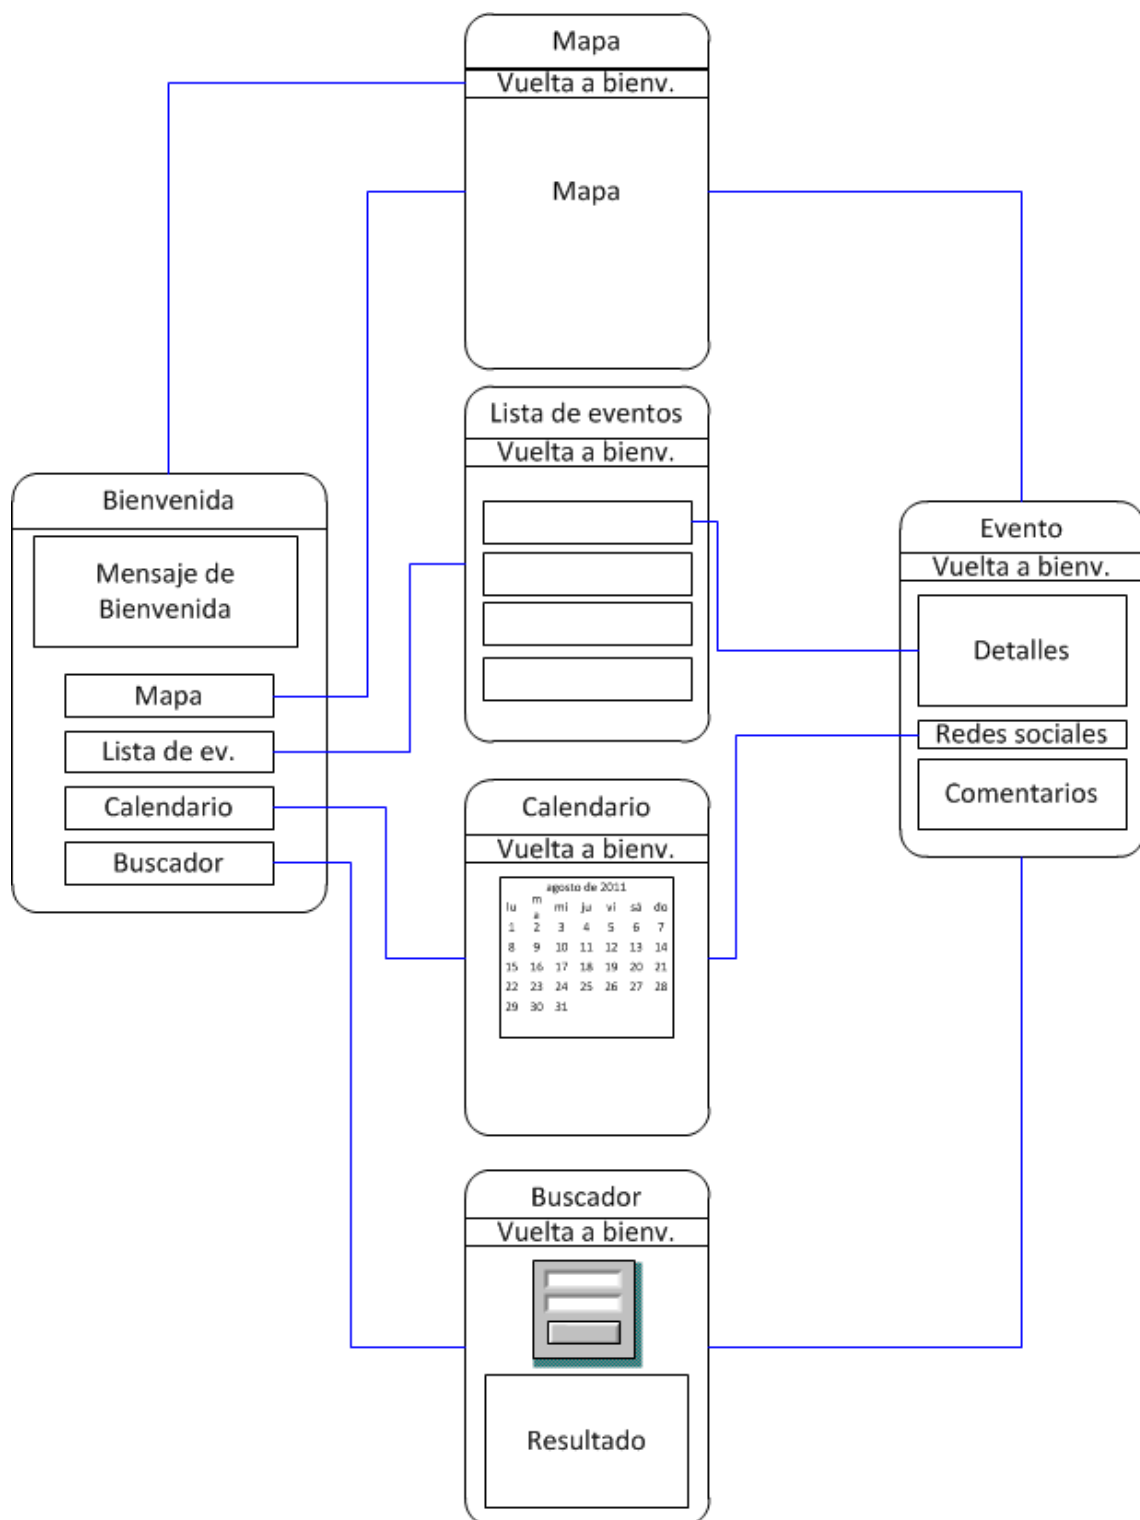 Mapa
Vuelta a bienv.
Mapa
Lista de eventos
Vuelta a bienv.
Bienvenida
Mensaje de
Bienvenida
Mapa
Lista de ev.
Calendario
Buscador
Evento
Vuelta a bienv.
Detalles
Redes sociales
Comentarios
Calendario
Vuelta a bienv.
agosto de 2011
lu ma mi ju vi sá do
1 2 3 4 5 6 7
8 9 10 11 12 13 14
15 16 17 18 19 20 21
22 23 24 25 26 27 28
29 30 31
Buscador
Vuelta a bienv.
Resultado